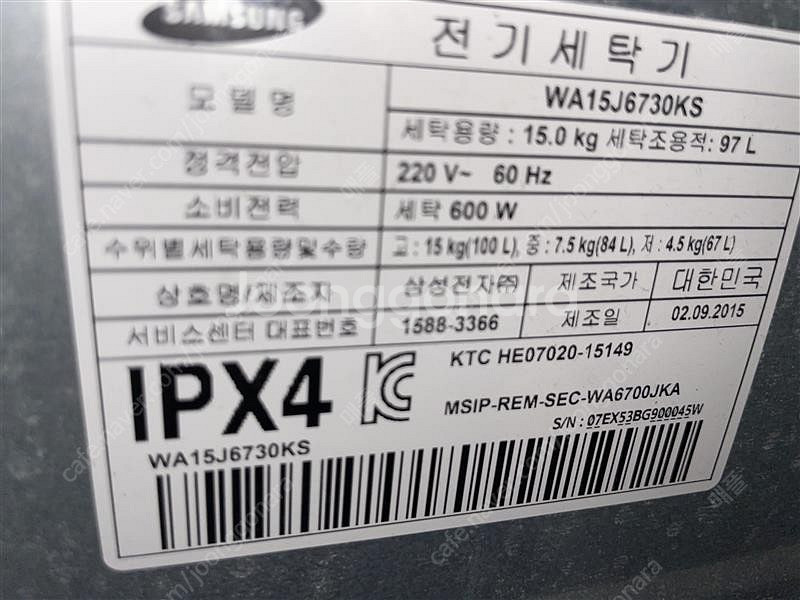 SAMSUNG
전기세탁기
모델명 WA15J6730KS
세탁용량 : 15.0 kg 세탁조용적: 97 L
정격전압 220 V~ 60 Hz
소비전력 세탁 600 W
수위별세탁용량및수량 고 : 15 kg(100 L), 중 : 7.5 kg(84 L), 저 : 4.5 kg(67 L)
상호명/제조자 삼성전자㈜ 제조국가 대한민국
서비스센터 대표번호 1588-3366 제조일 02.09.2015
IPX4 KTC HE07020-15149
MSIP-REM-SEC-WA6700JKA
S/N : 07EX53BG900045W
WA15J6730KS
Joonggonara